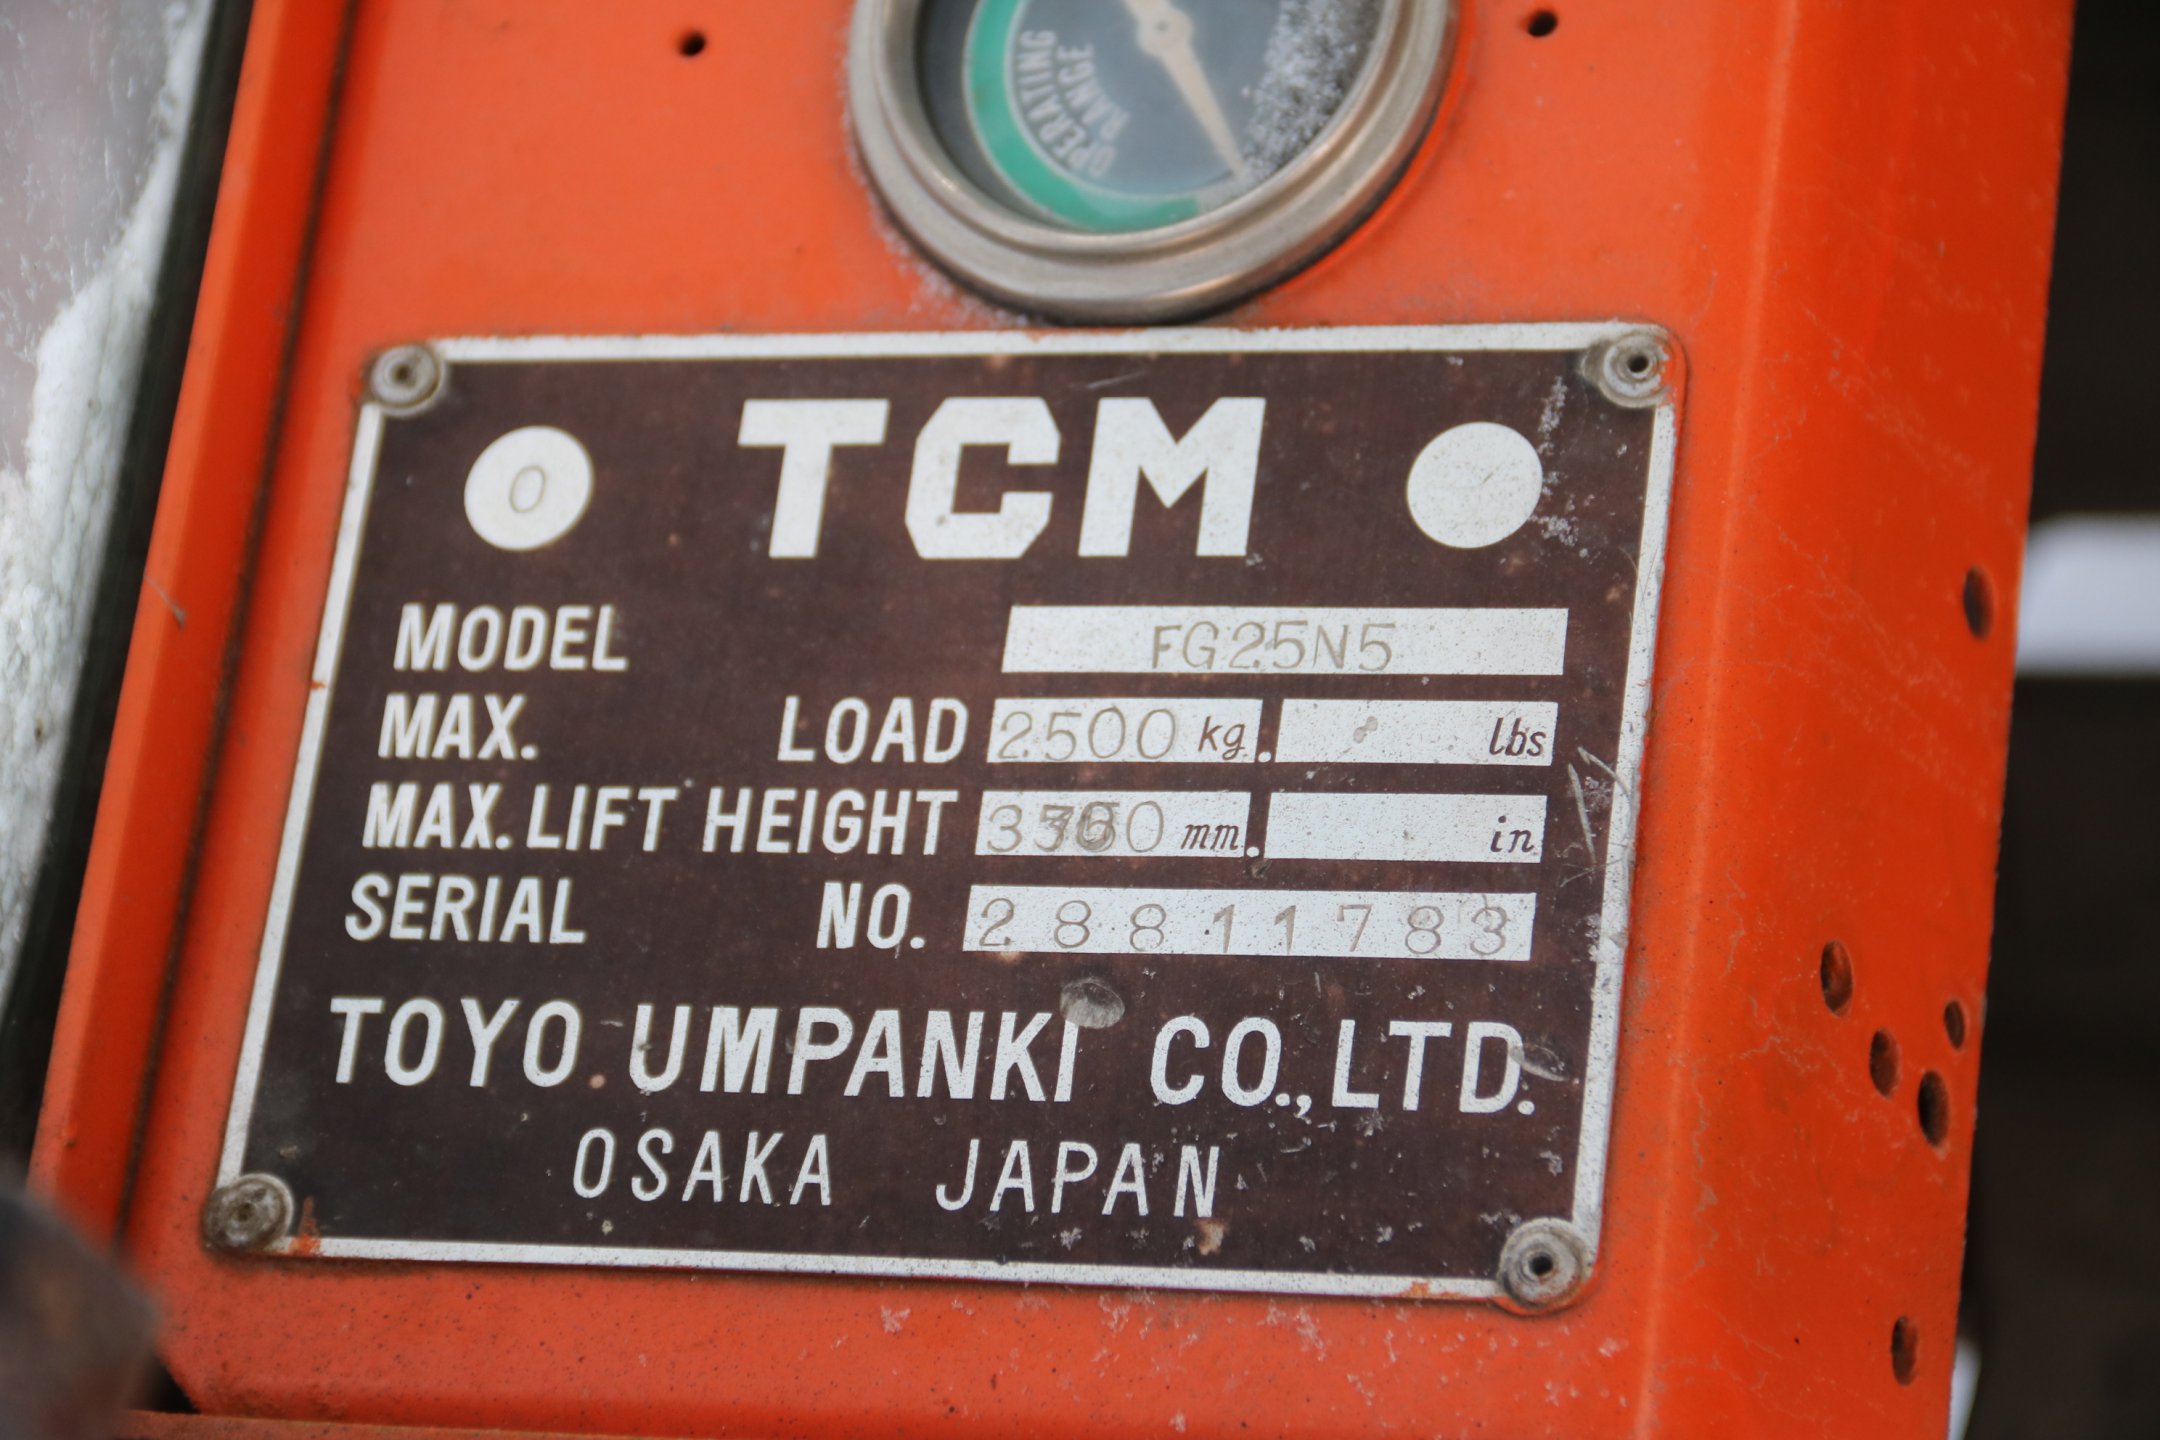 OPERATING
RANGE
TCM
O
MODEL FG25N5
MAX. LOAD 2500 kg. lbs
MAX. LIFT HEIGHT mm. in
SERIAL NO. 28811783
TOYO UMPANKI CO., LTD.
OSAKA JAPAN